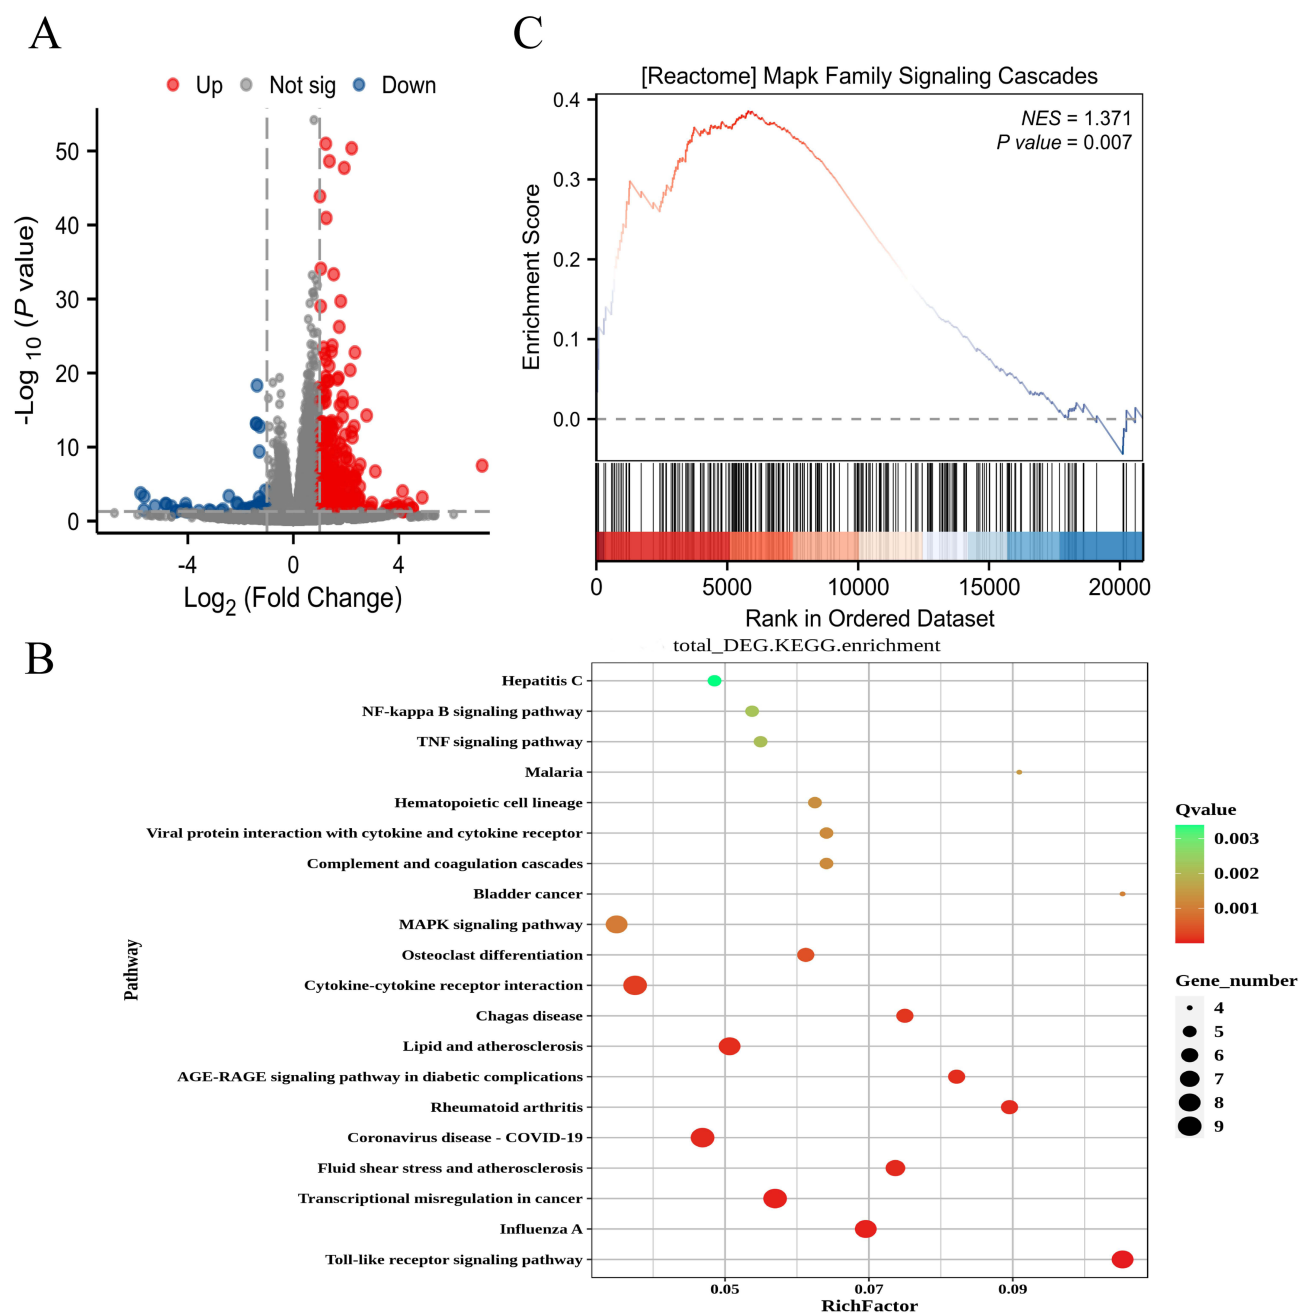 A
Up Not sig Down
-Log 10 (P value)
50
40
30
20
10
0
-4 0 4
Log2 (Fold Change)
C
[Reactome] Mapk Family Signaling Cascades
NES = 1.371
P value = 0.007
Enrichment Score
0.4
0.3
0.2
0.1
0.0
0 5000 10000 15000 20000
Rank in Ordered Dataset
B
total_DEG.KEGG.enrichment
Pathway
Hepatitis C
NF-kappa B signaling pathway
TNF signaling pathway
Malaria
Hematopoietic cell lineage
Viral protein interaction with cytokine and cytokine receptor
Complement and coagulation cascades
Bladder cancer
MAPK signaling pathway
Osteoclast differentiation
Cytokine-cytokine receptor interaction
Chagas disease
Lipid and atherosclerosis
AGE-RAGE signaling pathway in diabetic complications
Rheumatoid arthritis
Coronavirus disease - COVID-19
Fluid shear stress and atherosclerosis
Transcriptional misregulation in cancer
Influenza A
Toll-like receptor signaling pathway
0.05 0.07 0.09
RichFactor
Qvalue
0.003
0.002
0.001
Gene_number
4
5
6
7
8
9